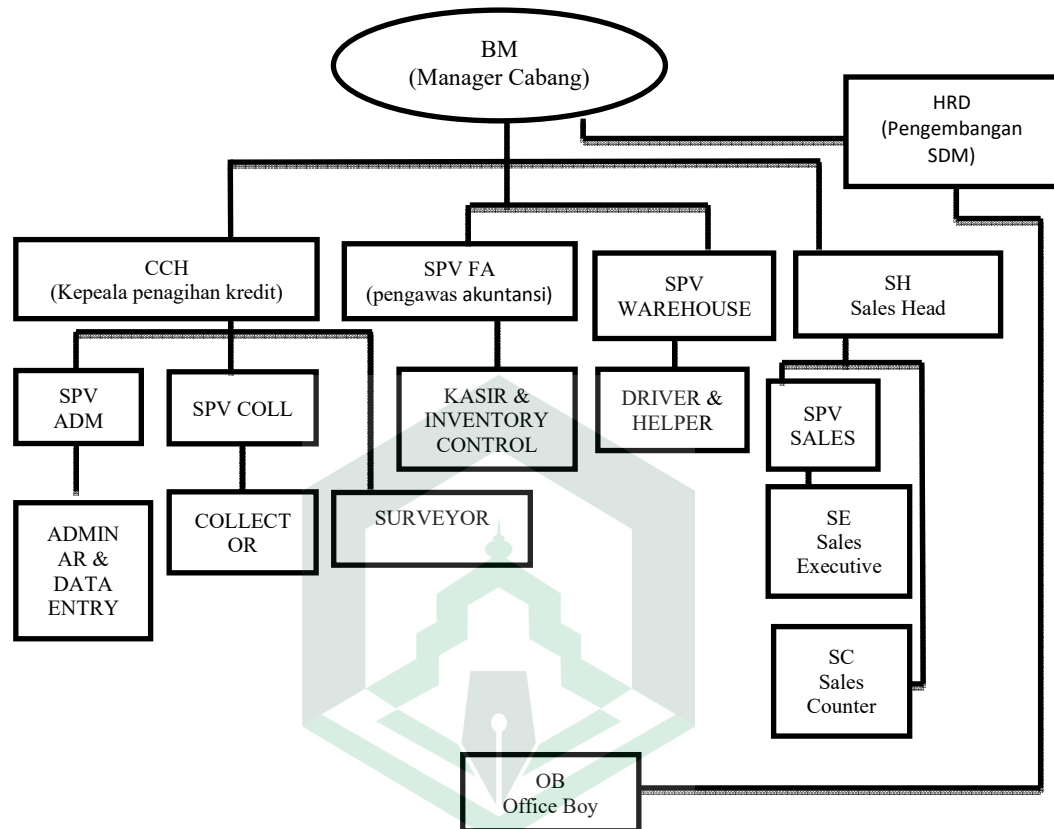 BM
(Manager Cabang)
HRD
(Pengembangan
SDM)
CCH
(Kepeala penagihan kredit)
SPV FA
(pengawas akuntansi)
SPV
WAREHOUSE
SH
Sales Head
SPV
ADM
SPV COLL
KASIR &
INVENTORY
CONTROL
DRIVER &
HELPER
SPV
SALES
ADMIN
AR &
DATA
ENTRY
COLLECT
OR
SURVEYOR
SE
Sales
Executive
SC
Sales
Counter
OB
Office Boy